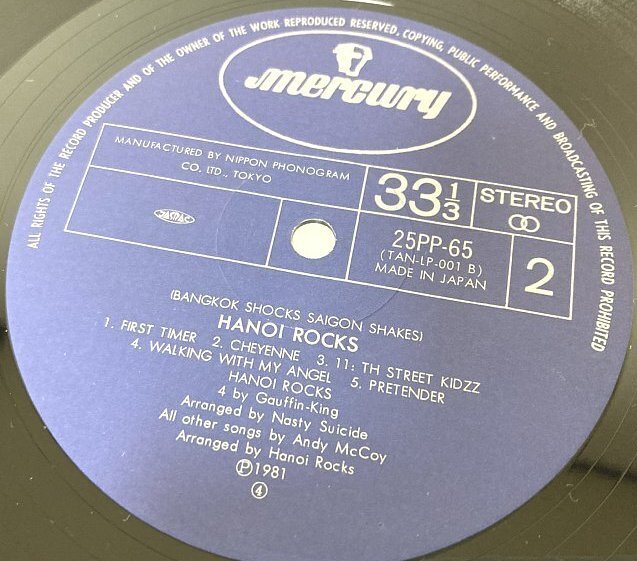 ALL RIGHTS OF THE RECORD PRODUCER AND OF THE OWNER OF THE WORK REPRODUCED RESERVED. COPYING, PUBLIC PERFORMANCE AND BROADCASTING OF THIS RECORD PROHIBITED
mercury
MANUFACTURED BY NIPPON PHONOGRAM
CO., LTD., TOKYO
33 1/3
STEREO
JASRAC
25PP-65
(TAN-LP-001 B)
MADE IN JAPAN
2
(BANGKOK SHOCKS SAIGON SHAKES)
HANOI ROCKS
1. FIRST TIMER 2. CHEYENNE 3. 11: TH STREET KIDZZ
4. WALKING WITH MY ANGEL 5. PRETENDER
HANOI ROCKS
4 by Gauffin-King
Arranged by Nasty Suicide
All other songs by Andy McCoy
Arranged by Hanoi Rocks
Ⓟ1981
④